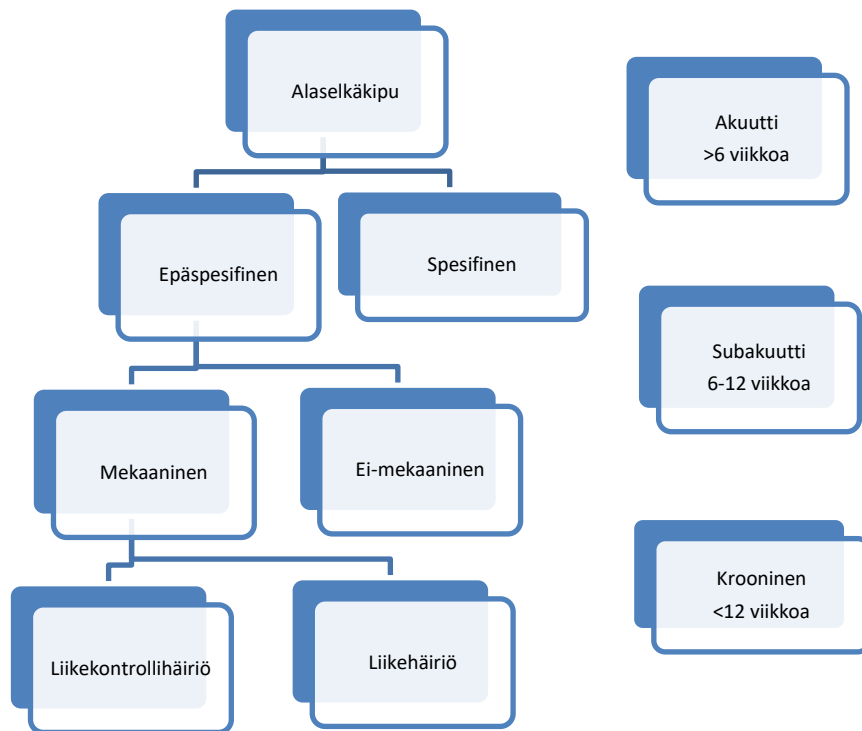 Alaselkäkipu
Epäspesifinen
Spesifinen
Mekaaninen
Ei-mekaaninen
Liikekontrollihäiriö
Liikehäiriö
Akuutti
>6 viikkoa
Subakuutti
6-12 viikkoa
Krooninen
<12 viikkoa